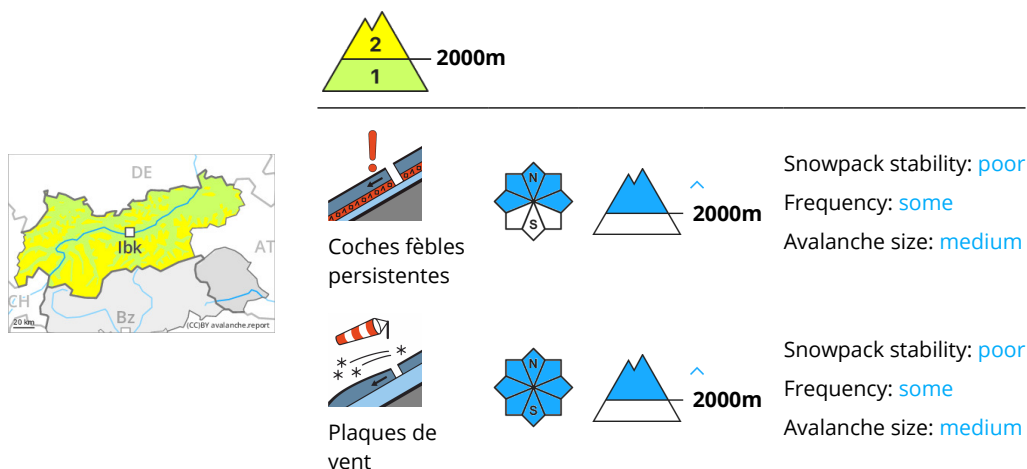 2
2000m
1
DE
Ibk
AT
CH
Bz
20 km
(CC)BY avalanche.report
N
S
2000m
Snowpack stability: poor
Frequency: some
Avalanche size: medium
Coches fèbles
persistentes
N
S
2000m
Snowpack stability: poor
Frequency: some
Avalanche size: medium
Plaques de
vent